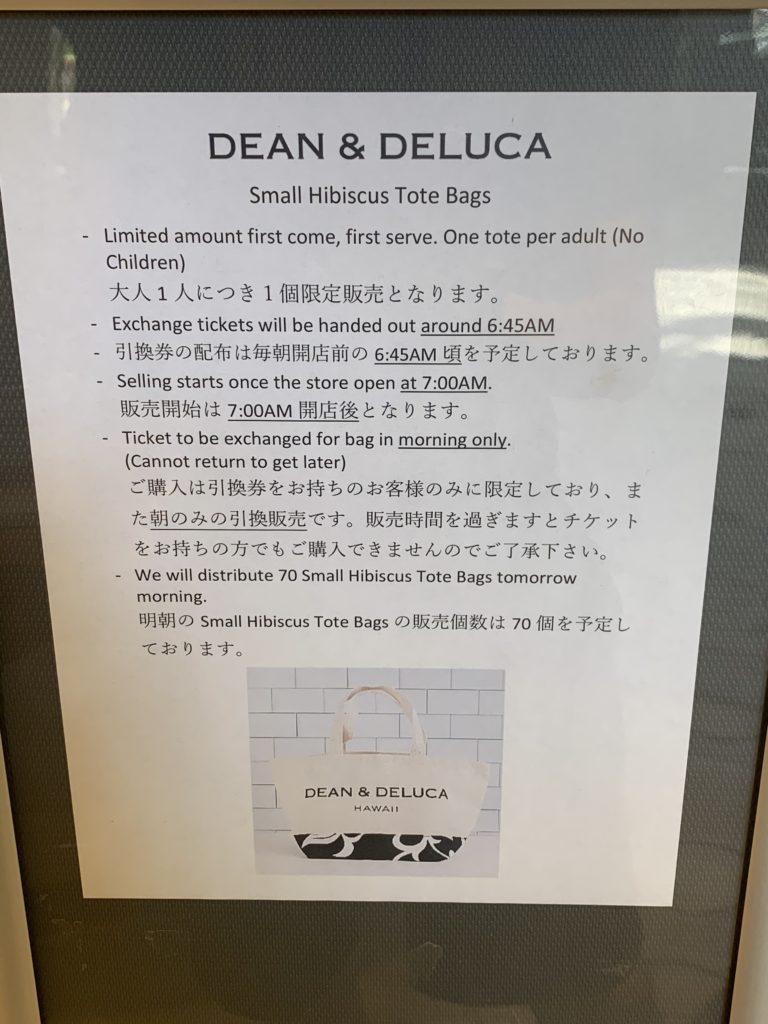 DEAN & DELUCA
Small Hibiscus Tote Bags
- Limited amount first come, first serve. One tote per adult (No
Children)
大人 1 人につき 1 個限定販売となります。
- Exchange tickets will be handed out around 6:45AM
- 引換券の配布は毎朝開店前の 6:45AM 頃を予定しております。
- Selling starts once the store open at 7:00AM.
販売開始は 7:00AM 開店後となります。
- Ticket to be exchanged for bag in morning only.
(Cannot return to get later)
ご購入は引換券をお持ちのお客様のみに限定しており、ま
た朝のみの引換販売です。販売時間を過ぎますとチケット
をお持ちの方でもご購入できませんのでご了承下さい。
- We will distribute 70 Small Hibiscus Tote Bags tomorrow
morning.
明朝の Small Hibiscus Tote Bags の販売個数は 70 個を予定し
ております。
DEAN & DELUCA
HAWAII